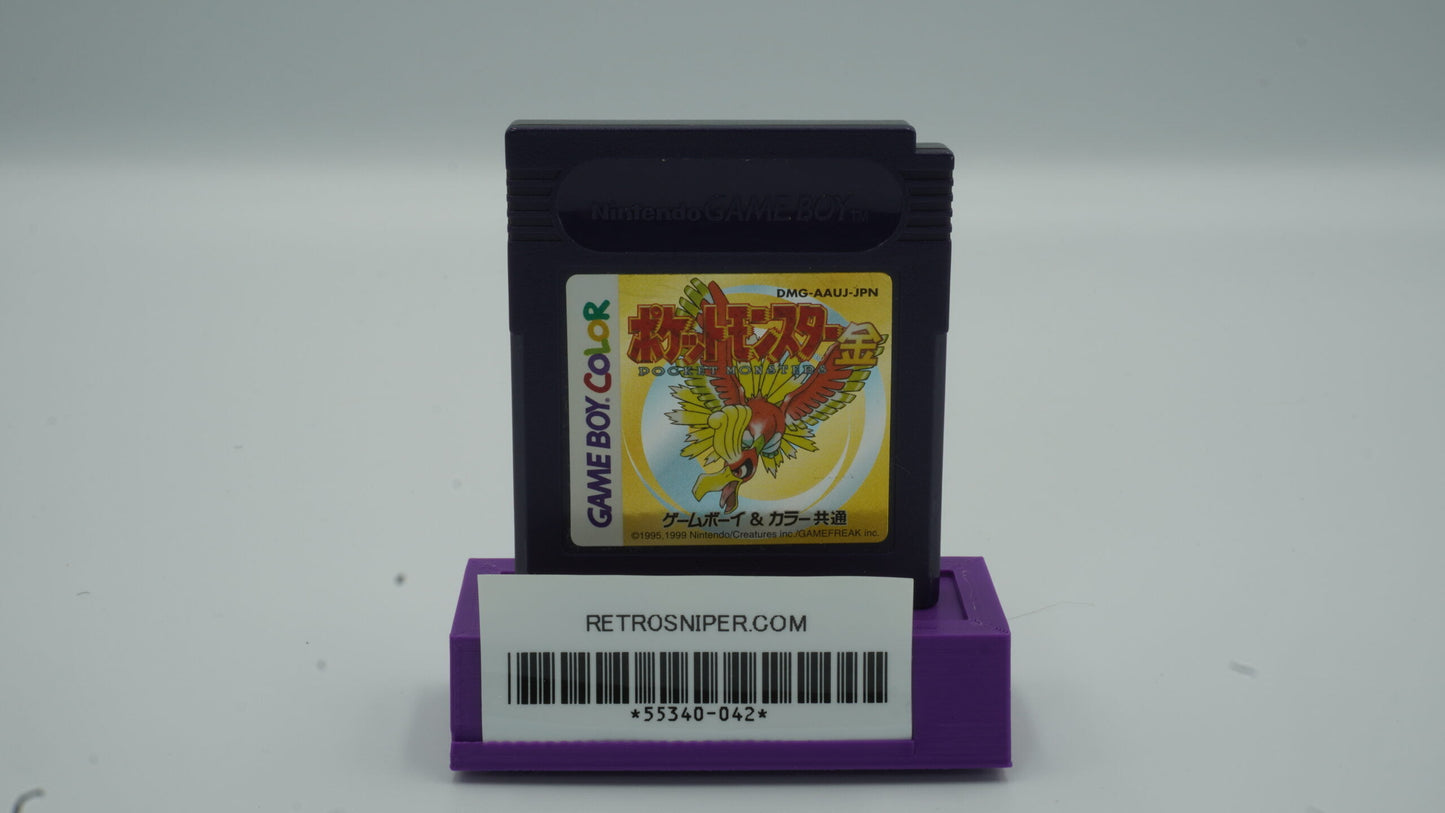 Nintendo GAME BOY TM
GAME BOY COLOR
DMG-AAUJ-JPN
ポケットモンスター金
POCKET MONSTERS
ゲームボーイ & カラー共通
©1995,1999 Nintendo/Creatures inc./GAMEFREAK inc.
RETROSNIPER.COM
*55340-042*